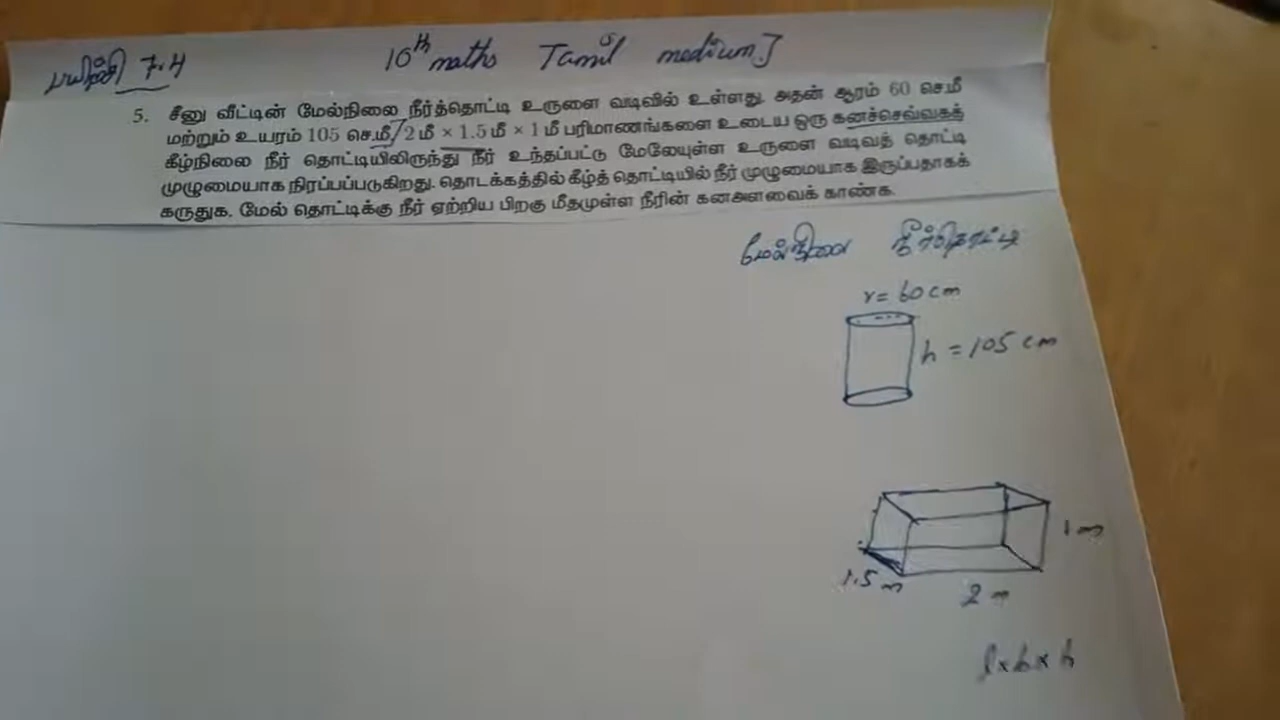 பயிற்சி 7.4 10th maths Tamil medium]
5. சீனு வீட்டின் மேல்நிலை நீர்த்தொட்டி உருளை வடிவில் உள்ளது. அதன் ஆரம் 60 செ.மீ
மற்றும் உயரம் 105 செ.மீ/2 மீ × 1.5 மீ × 1 மீ பரிமாணங்களை உடைய ஒரு கனச்செவ்வகத்
கீழ்நிலை நீர் தொட்டியிலிருந்து நீர் உந்தப்பட்டு மேலேயுள்ள உருளை வடிவத் தொட்டி
முழுமையாக நிரப்பப்படுகிறது. தொடக்கத்தில் கீழ்த் தொட்டியில் நீர் முழுமையாக இருப்பதாகக்
கருதுக. மேல் தொட்டிக்கு நீர் ஏற்றிய பிறகு மீதமுள்ள நீரின் கனஅளவைக் காண்க.
மேல்நிலை நீர்தொட்டி
r = 60 cm
h = 105 cm
1 m
1.5 m
2 m
l×b×h